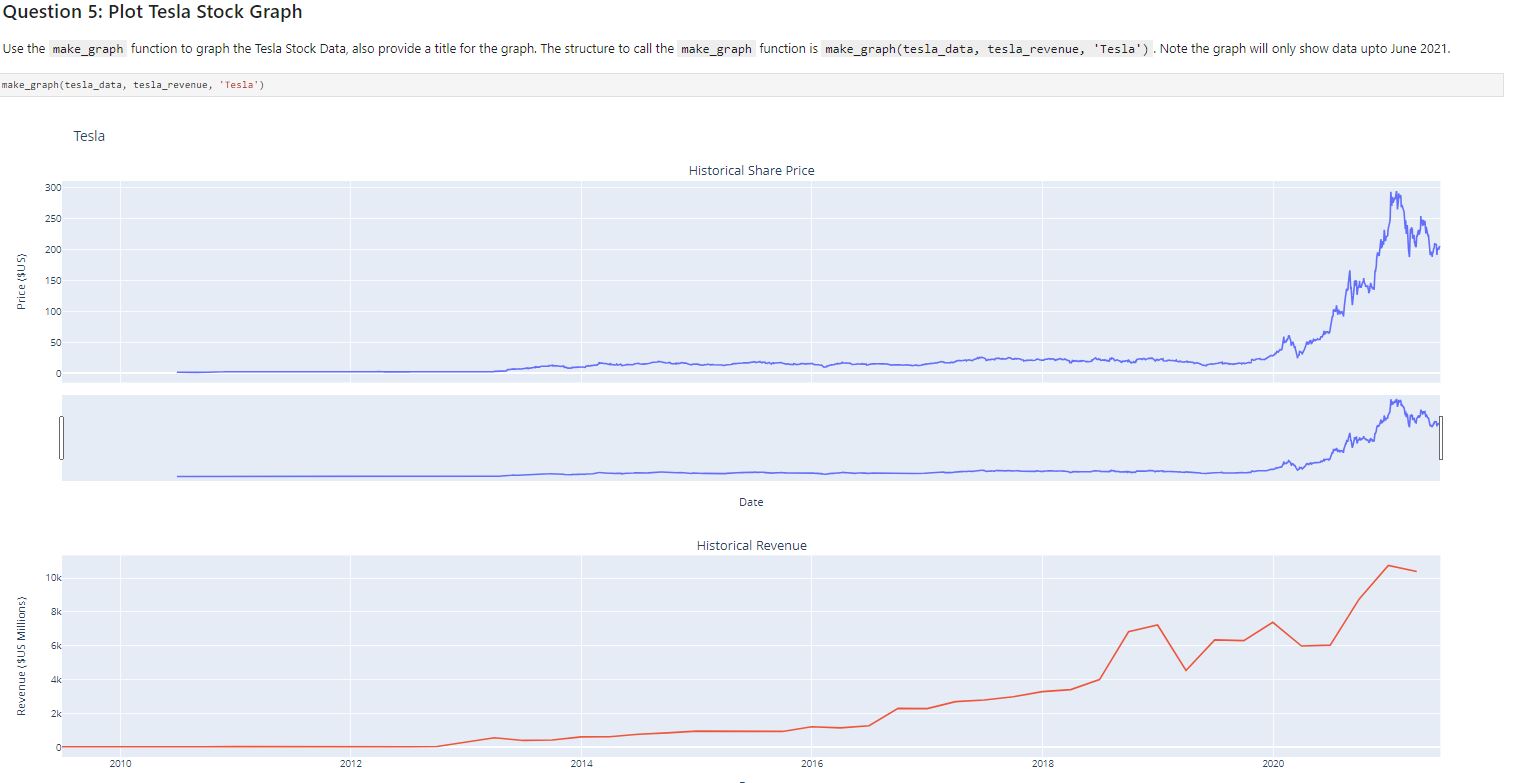 Question 5: Plot Tesla Stock Graph
Use the make_graph function to graph the Tesla Stock Data, also provide a title for the graph. The structure to call the make_graph function is make_graph(tesla_data, tesla_revenue, 'Tesla') . Note the graph will only show data upto June 2021.
make_graph(tesla_data, tesla_revenue, 'Tesla')
Tesla
Historical Share Price
Price ($US)
300
250
200
150
100
50
0
Date
Historical Revenue
Revenue ($US Millions)
10k
8k
6k
4k
2k
0
2010 2012 2014 2016 2018 2020